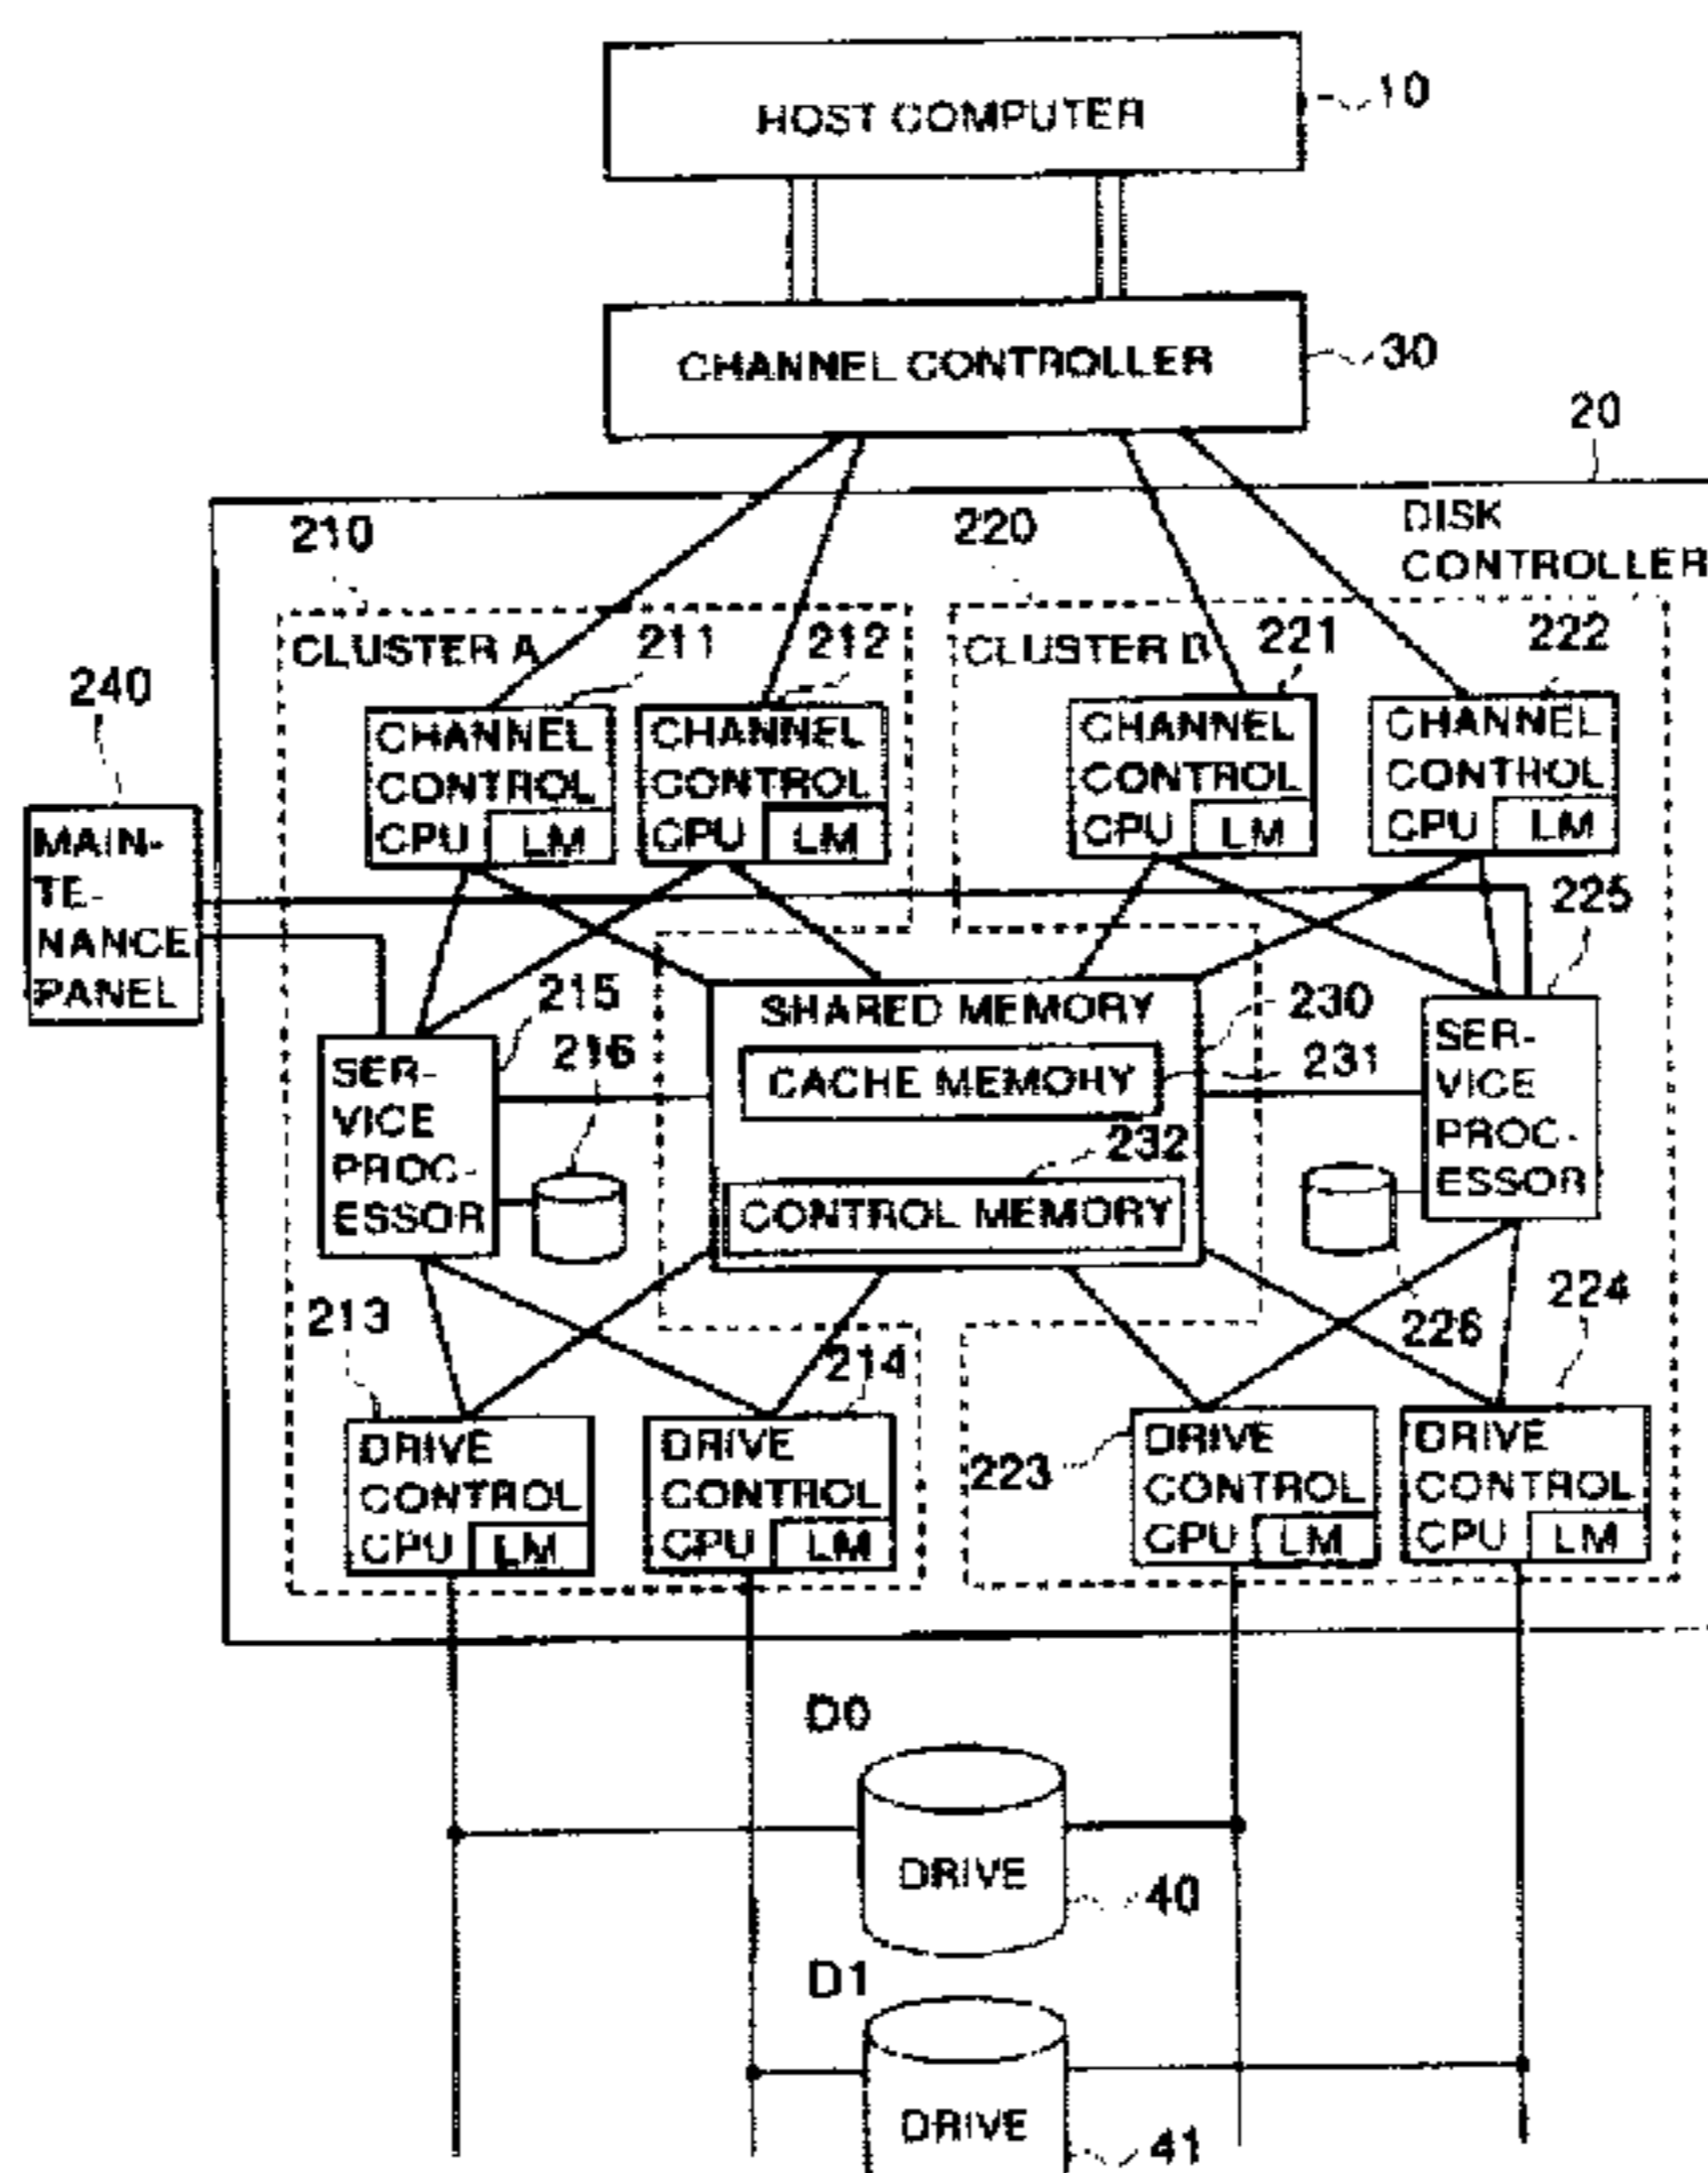 HOST COMPUTER
10
CHANNEL CONTROLLER
30
20
DISK
CONTROLLER
210
220
CLUSTER A
211
212
CLUSTER B
221
222
240
CHANNEL
CONTROL
CPU LM
CHANNEL
CONTROL
CPU LM
CHANNEL
CONTROL
CPU LM
CHANNEL
CONTROL
CPU LM
MAIN-
TE-
NANCE
PANEL
225
215
216
SHARED MEMORY
230
CACHE MEMORY
231
232
CONTROL MEMORY
SER-
VICE
PROC-
ESSOR
SER-
VICE
PROC-
ESSOR
213
214
226
224
223
DRIVE
CONTROL
CPU LM
DRIVE
CONTROL
CPU LM
DRIVE
CONTROL
CPU LM
DRIVE
CONTROL
CPU LM
D0
DRIVE
40
D1
DRIVE
41